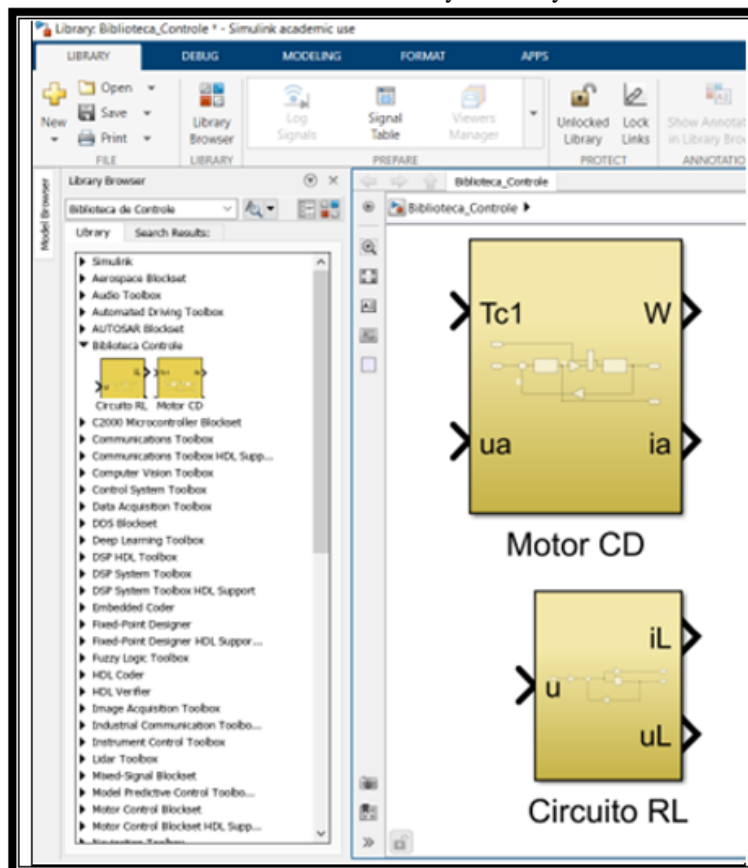 Library: Biblioteca_Controle * - Simulink academic use
LIBRARY DEBUG MODELING FORMAT APPS
New
Open
Save
Print
Library Browser
Log Signals
Signal Table
Viewers Manager
Unlocked Library
Lock Links
Show Annotat
in Library Brow
FILE LIBRARY PREPARE PROTECT ANNOTATIO
Model Browser
Library Browser
Biblioteca de Controle
Library Search Results:
Simulink
Aerospace Blockset
Audio Toolbox
Automated Driving Toolbox
AUTOSAR Blockset
Biblioteca Controle
Circuito RL Motor CD
C2000 Microcontroller Blockset
Communications Toolbox
Communications Toolbox HDL Supp...
Computer Vision Toolbox
Control System Toolbox
Data Acquisition Toolbox
DDS Blockset
Deep Learning Toolbox
DSP HDL Toolbox
DSP System Toolbox
DSP System Toolbox HDL Support
Embedded Coder
Fixed-Point Designer
Fixed-Point Designer HDL Suppor...
Fuzzy Logic Toolbox
HDL Coder
HDL Verifier
Image Acquisition Toolbox
Industrial Communication Toolbo...
Instrument Control Toolbox
Lidar Toolbox
Mixed-Signal Blockset
Model Predictive Control Toolbo...
Motor Control Blockset
Motor Control Blockset HDL Supp...
Biblioteca_Controle
Biblioteca_Controle
Tc1 W
ua ia
Motor CD
iL
u
uL
Circuito RL